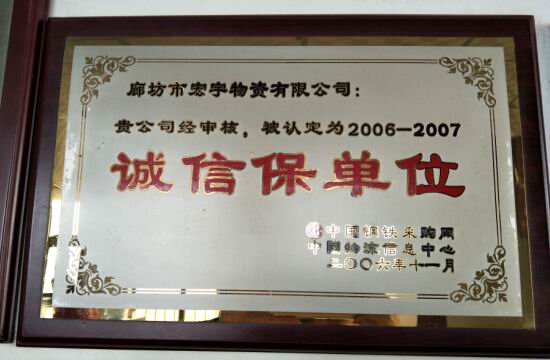 廊坊市宏宇物资有限公司：
贵公司经审核，被认定为2006—2007
诚信保单位
中国钢铁采购网
中国物流信息中心
二〇〇六年十一月